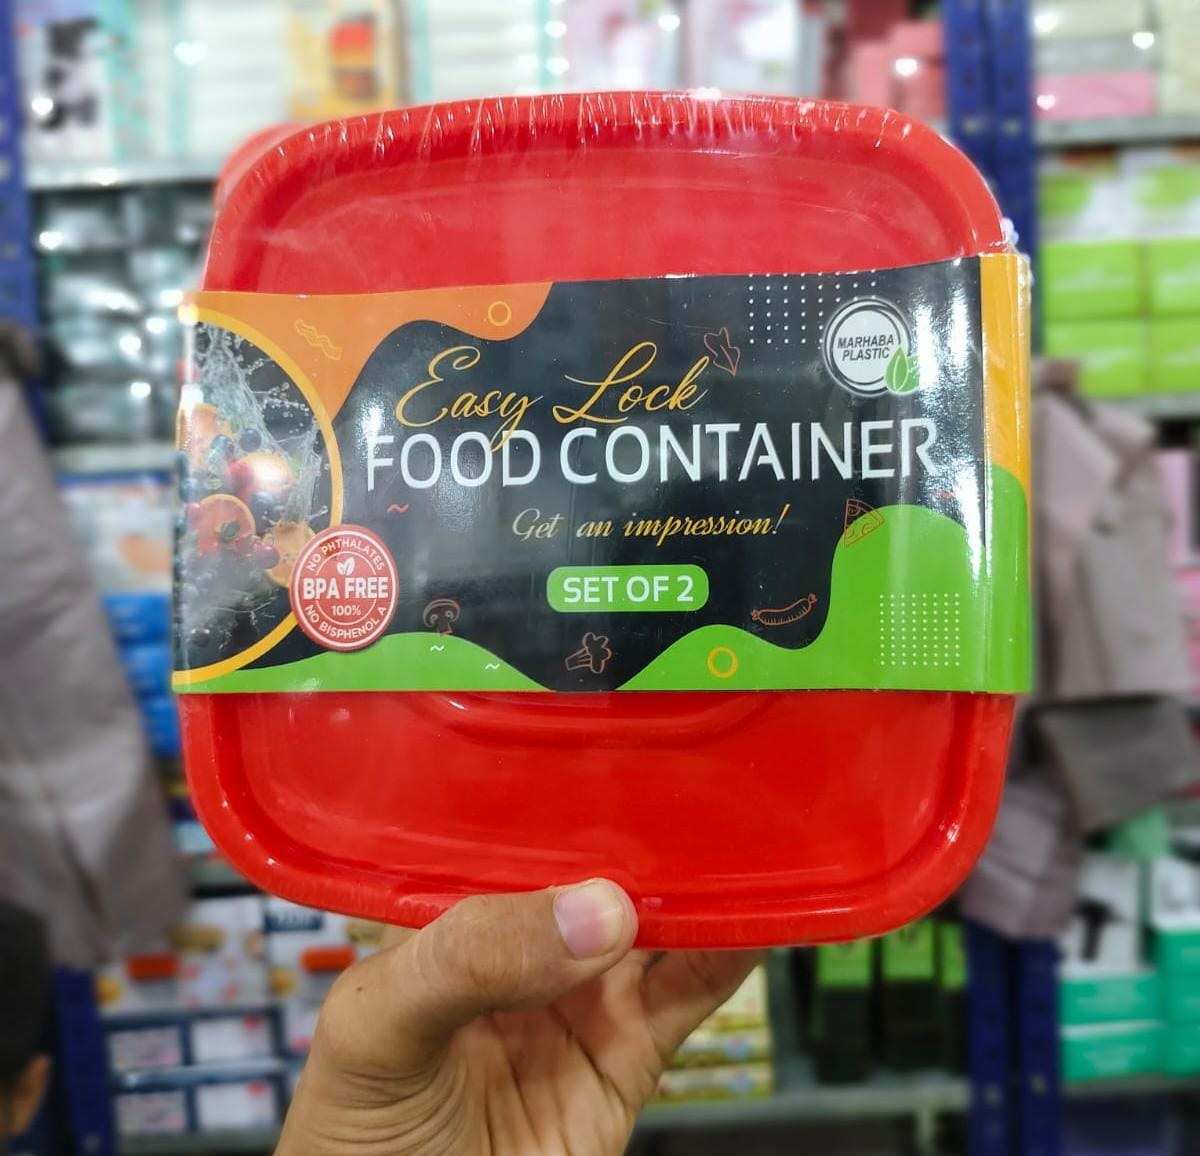 MARHABA
PLASTIC
Easy Lock
FOOD CONTAINER
Get an impression!
SET OF 2
NO PHTHALATES
BPA FREE
100%
NO BISPHENOL A